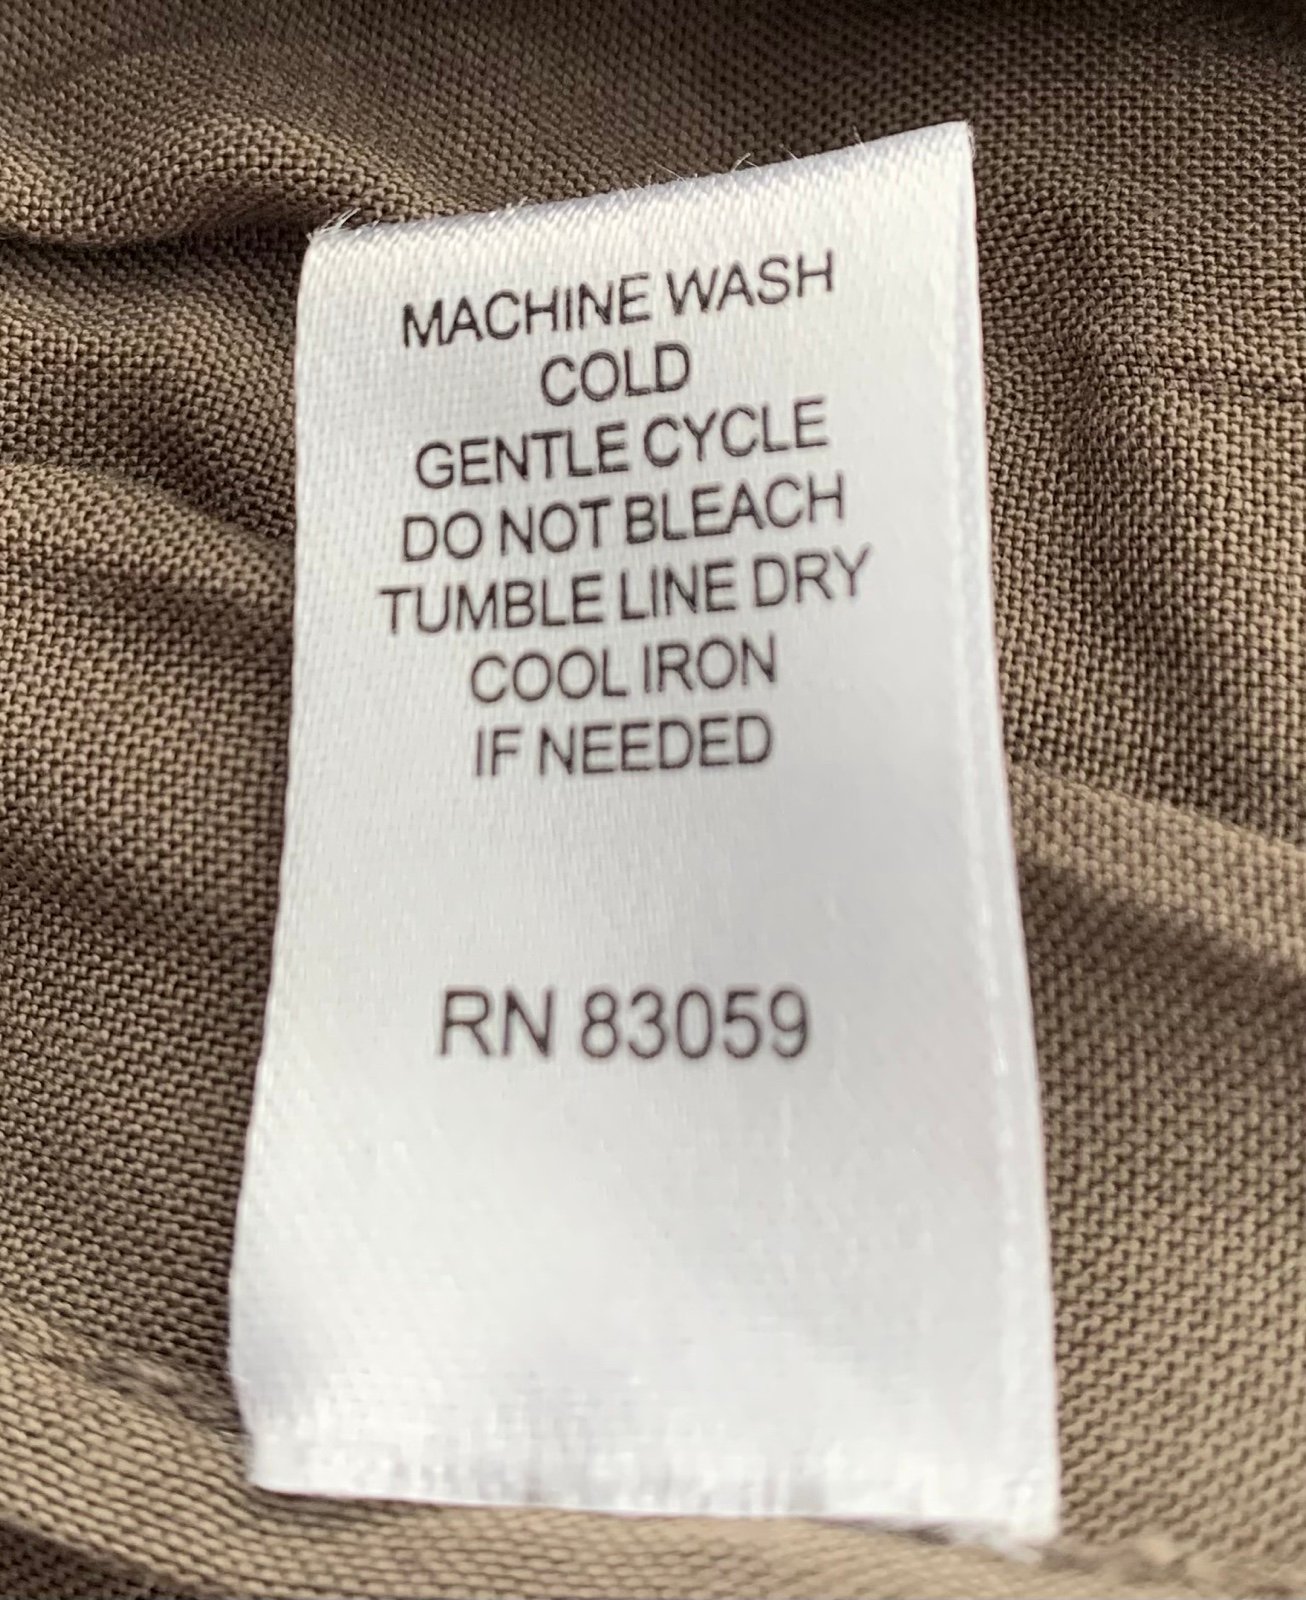 MACHINE WASH
COLD
GENTLE CYCLE
DO NOT BLEACH
TUMBLE LINE DRY
COOL IRON
IF NEEDED
RN 83059